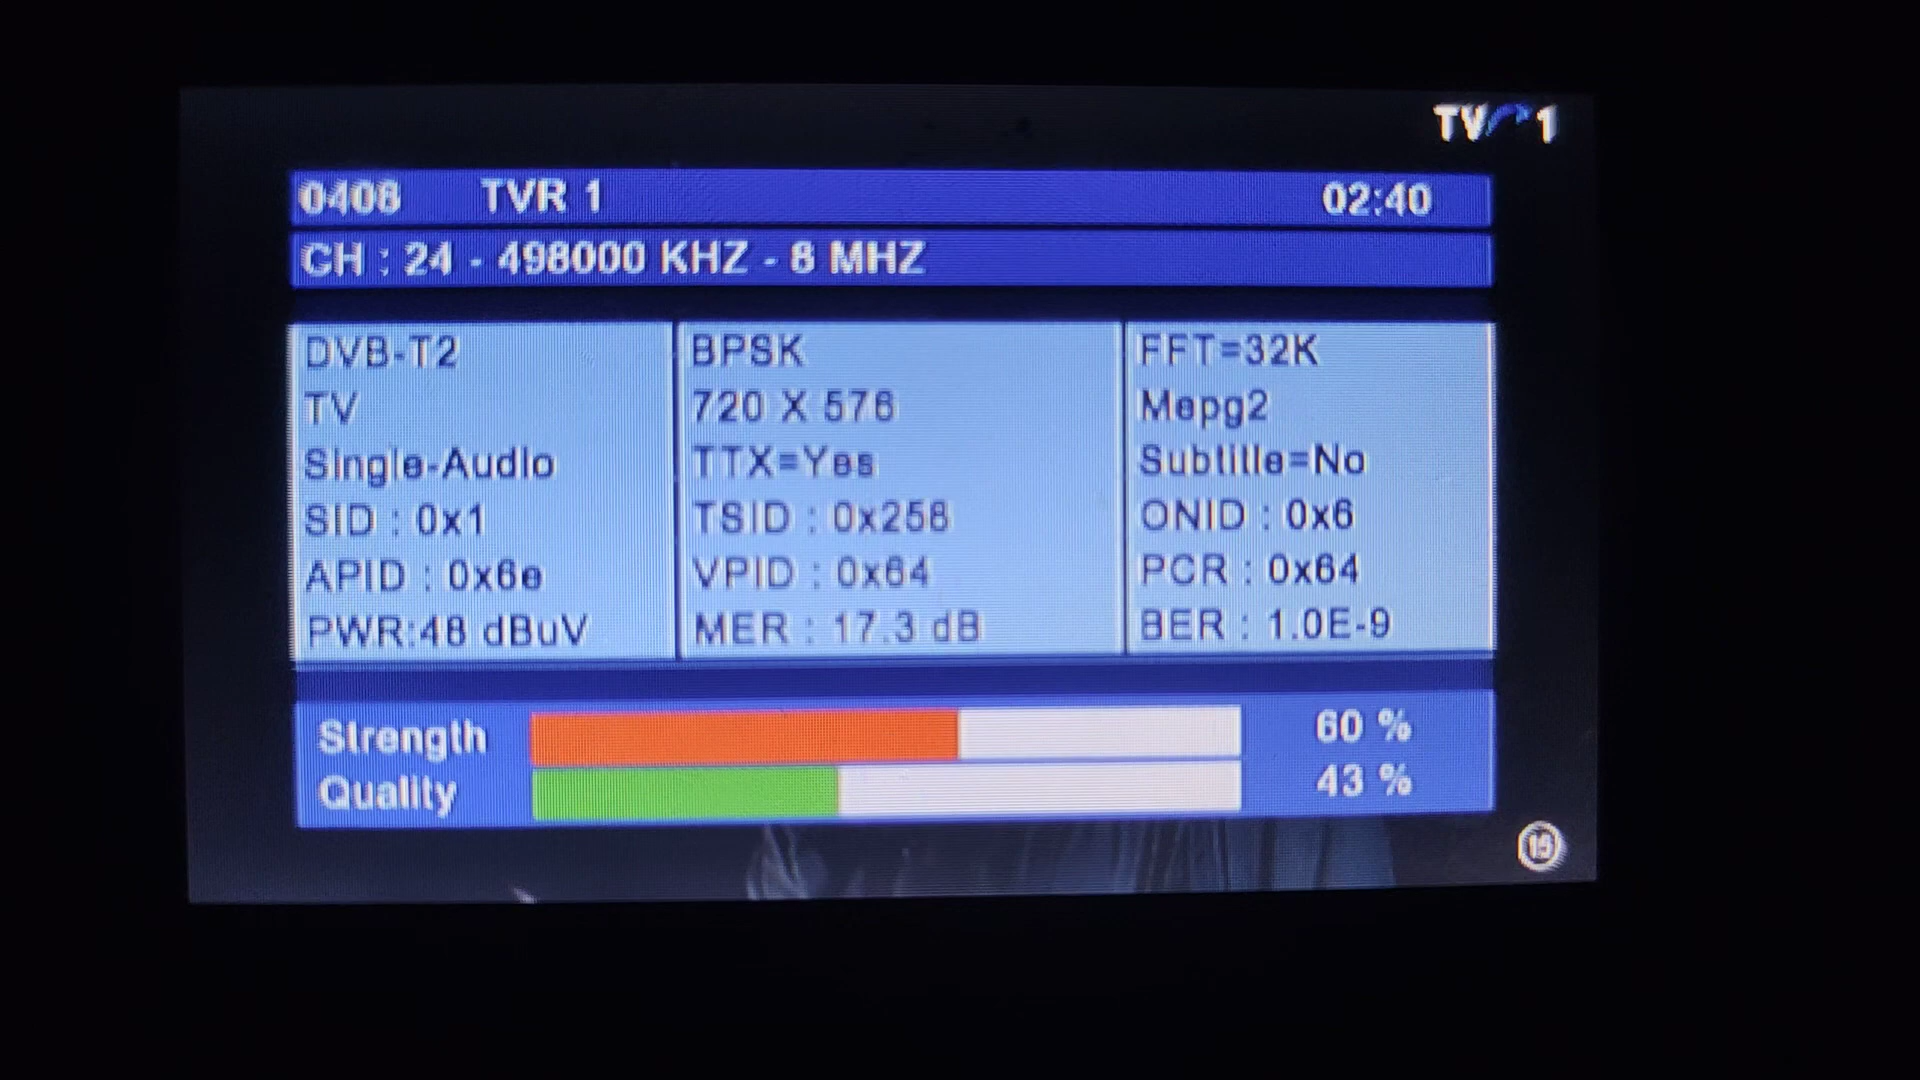 TVR 1
0408 TVR 1 02:40
CH : 24 - 498000 KHZ - 8 MHZ
DVB-T2 BPSK FFT=32K
TV 720 X 576 Mepg2
Single-Audio TTX=Yes Subtitle=No
SID : 0x1 TSID : 0x258 ONID : 0x6
APID : 0x6e VPID : 0x64 PCR : 0x64
PWR:48 dBuV MER : 17.3 dB BER : 1.0E-9
Strength 60 %
Quality 43 %
15